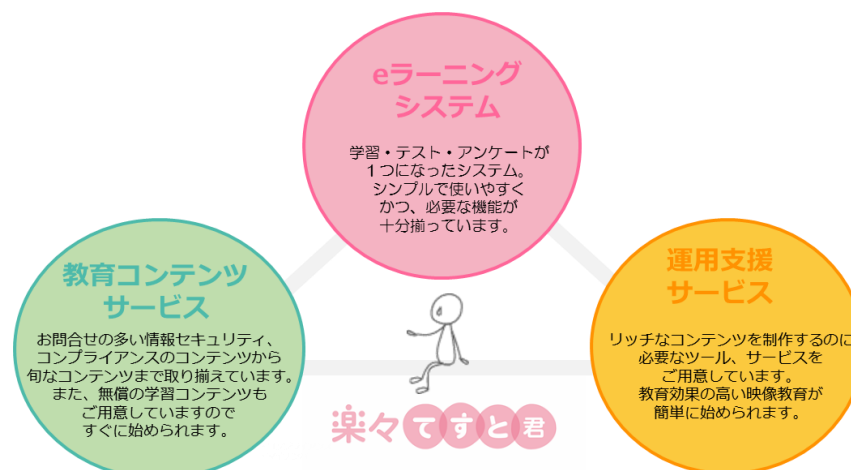 eラーニング
システム
学習・テスト・アンケートが
1つになったシステム。
シンプルで使いやすく
かつ、必要な機能が
十分揃っています。
教育コンテンツ
サービス
お問合せの多い情報セキュリティ、
コンプライアンスのコンテンツから
旬なコンテンツまで取り揃えています。
また、無償の学習コンテンツも
ご用意していますので
すぐに始められます。
運用支援
サービス
リッチなコンテンツを制作するのに
必要なツール、サービスを
ご用意しています。
教育効果の高い映像教育が
簡単に始められます。
楽々てすと君